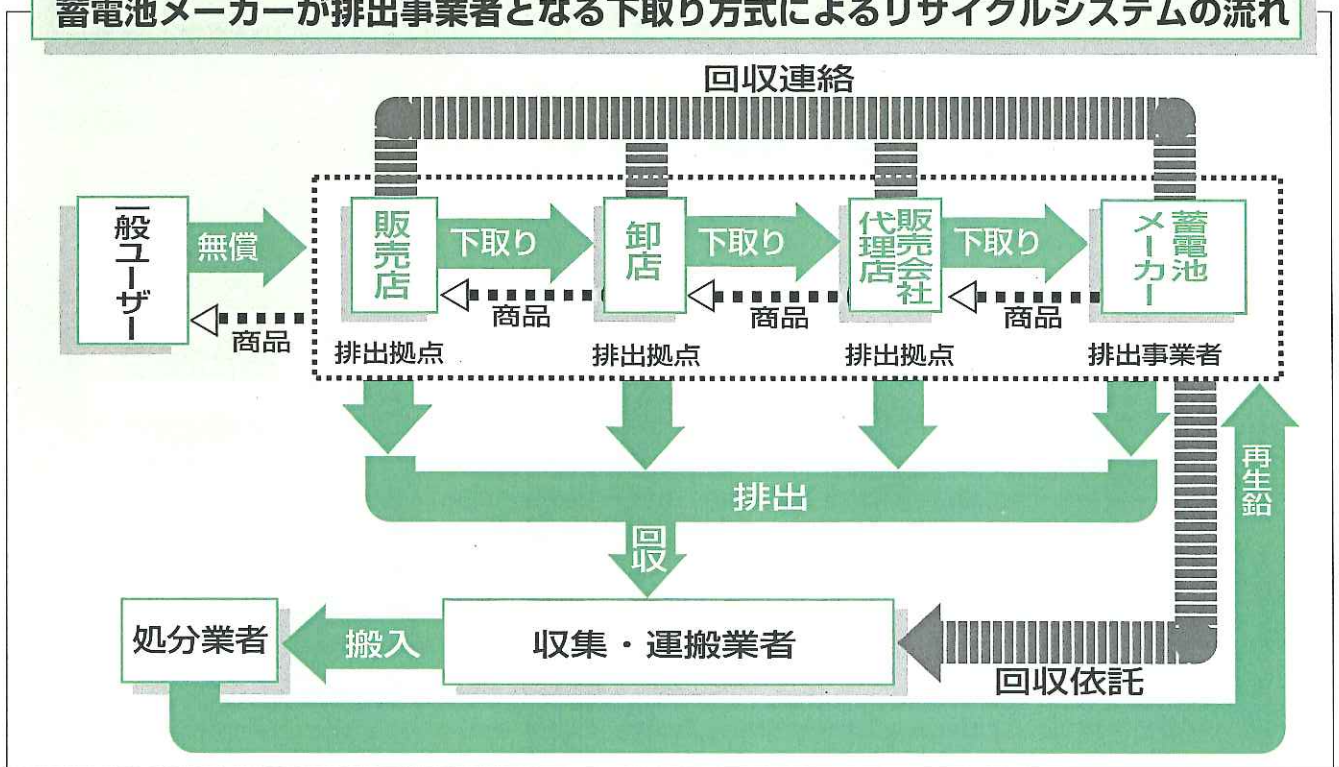 蓄電池メーカーが排出事業者となる下取り方式によるリサイクルシステムの流れ
回収連絡
一般ユーザー
無償
商品
販売店
下取り
商品
卸店
下取り
商品
販売会社
代理店
下取り
商品
蓄電池
メーカー
排出拠点
排出拠点
排出拠点
排出事業者
排出
回収
再生鉛
処分業者
搬入
収集・運搬業者
回収依託